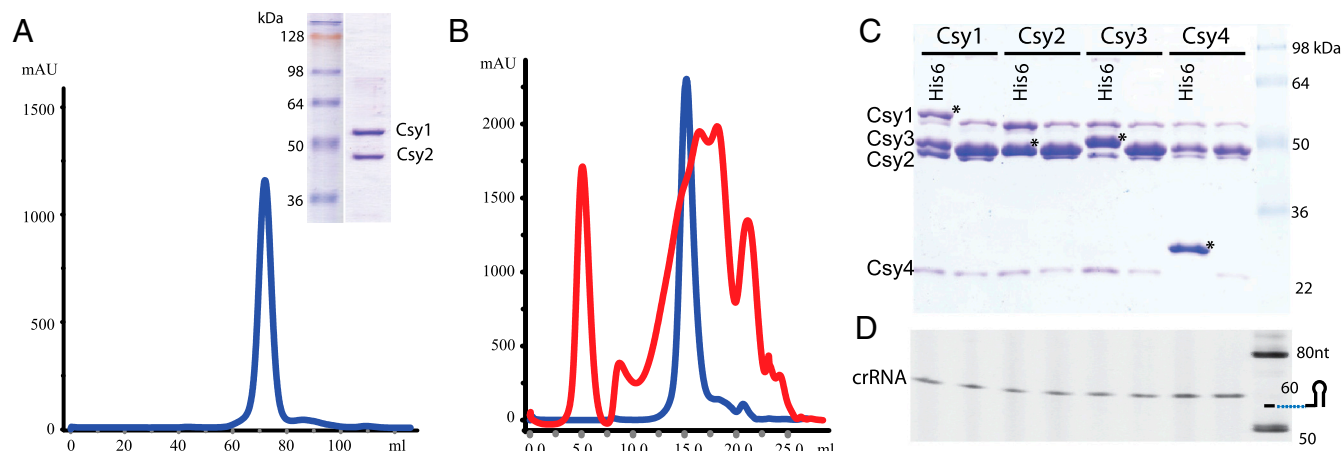 A
kDa
128
98
64
50
36
Csy1
Csy2
mAU
1500
1000
500
0
0 20 40 60 80 100 ml
B
mAU
2000
1500
1000
500
0
0.0 5.0 10.0 15.0 20.0 25.0 ml
C
Csy1 Csy2 Csy3 Csy4
His6 His6 His6 His6
Csy1
Csy3
Csy2
Csy4
* * * *
98 kDa
64
50
36
22
D
crRNA
80nt
60
50